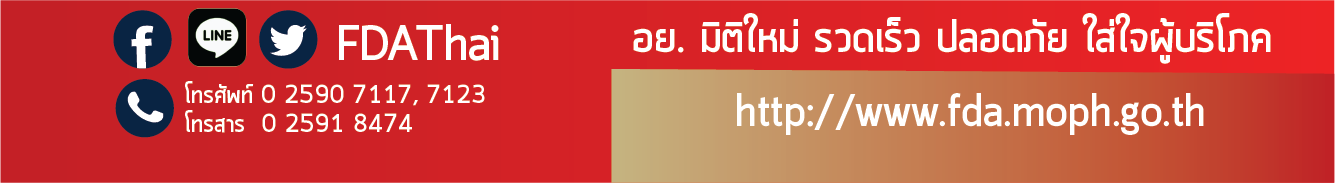 LINE
FDAThai
โทรศัพท์ 0 2590 7117, 7123
โทรสาร 0 2591 8474
อย. มิติใหม่ รวดเร็ว ปลอดภัย ใส่ใจผู้บริโภค
http://www.fda.moph.go.th